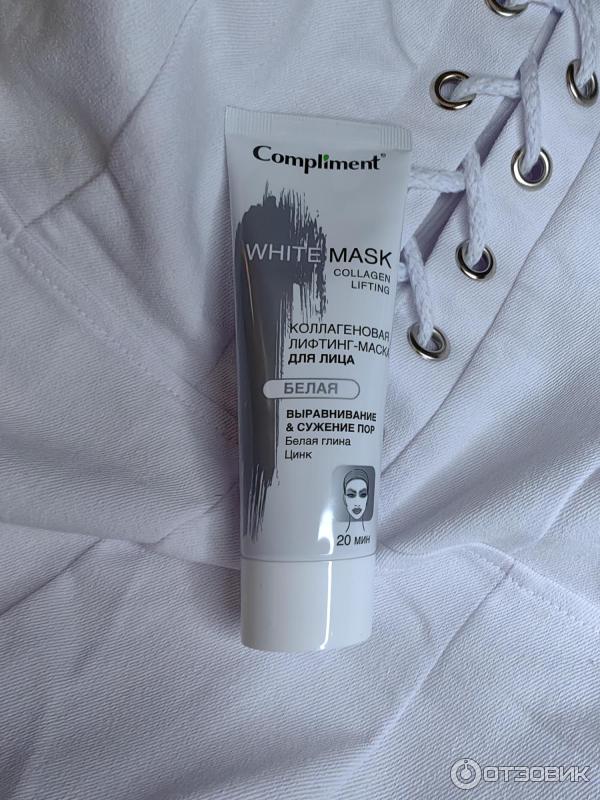 Compliment®
WHITE MASK
COLLAGEN
LIFTING
КОЛЛАГЕНОВАЯ
ЛИФТИНГ-МАСКА
ДЛЯ ЛИЦА
БЕЛАЯ
ВЫРАВНИВАНИЕ
& СУЖЕНИЕ ПОР
Белая глина
Цинк
20 мин
ОТЗОВИК